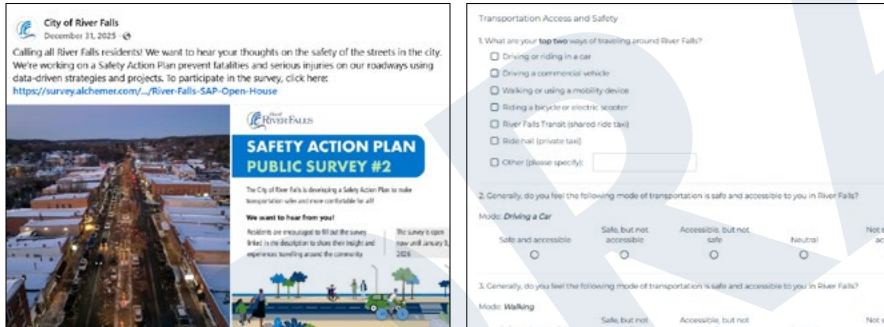 City of River Falls
December 31, 2025
Calling all River Falls residents! We want to hear your thoughts on the safety of the streets in the city.
We're working on a Safety Action Plan prevent fatalities and serious injuries on our roadways using
data-driven strategies and projects. To participate in the survey, click here:
https://survey.alchemer.com/.../River-Falls-SAP-Open-House
City of
RIVER FALLS
SAFETY ACTION PLAN
PUBLIC SURVEY #2
The City of River Falls is developing a Safety Action Plan to make
transportation safer and more comfortable for all!
We want to hear from you!
Residents are encouraged to fill out the survey
linked in the description to share their insight and
experiences travelling around the community.
The survey is open
now until January 9,
2026
Transportation Access and Safety
1. What are your top two ways of traveling around River Falls?
Driving or riding in a car
Driving a commercial vehicle
Walking or using a mobility device
Riding a bicycle or electric scooter
River Falls Transit (shared ride taxi)
Ride hail (private taxi)
Other (please specify):
2. Generally, do you feel the following mode of transportation is safe and accessible to you in River Falls?
Mode: Driving a Car
Safe and accessible
Safe, but not
accessible
Accessible, but not
safe
Neutral
Not
3. Generally, do you feel the following mode of transportation is safe and accessible to you in River Falls?
Mode: Walking
Safe, but not
Accessible, but not
Not